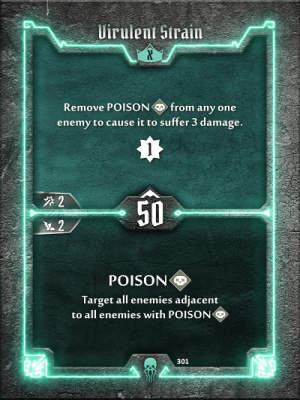 Virulent Strain
X
Remove POISON from any one
enemy to cause it to suffer 3 damage.
1
2
50
2
POISON
Target all enemies adjacent
to all enemies with POISON
301